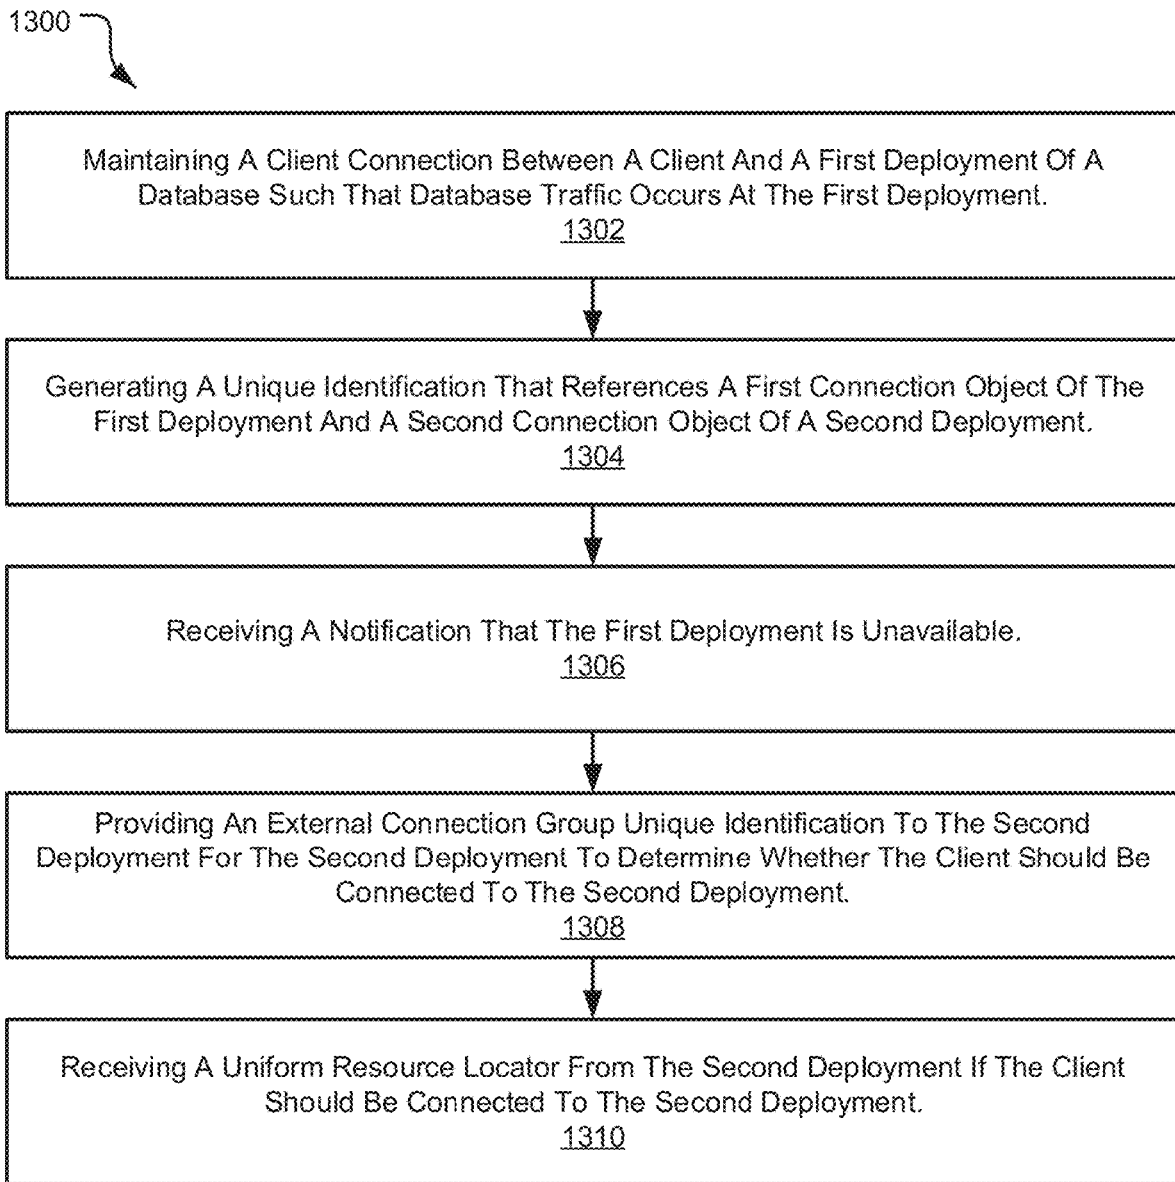 1300
Maintaining A Client Connection Between A Client And A First Deployment Of A
Database Such That Database Traffic Occurs At The First Deployment.
1302
Generating A Unique Identification That References A First Connection Object Of The
First Deployment And A Second Connection Object Of A Second Deployment.
1304
Receiving A Notification That The First Deployment Is Unavailable.
1306
Providing An External Connection Group Unique Identification To The Second
Deployment For The Second Deployment To Determine Whether The Client Should Be
Connected To The Second Deployment.
1308
Receiving A Uniform Resource Locator From The Second Deployment If The Client
Should Be Connected To The Second Deployment.
1310